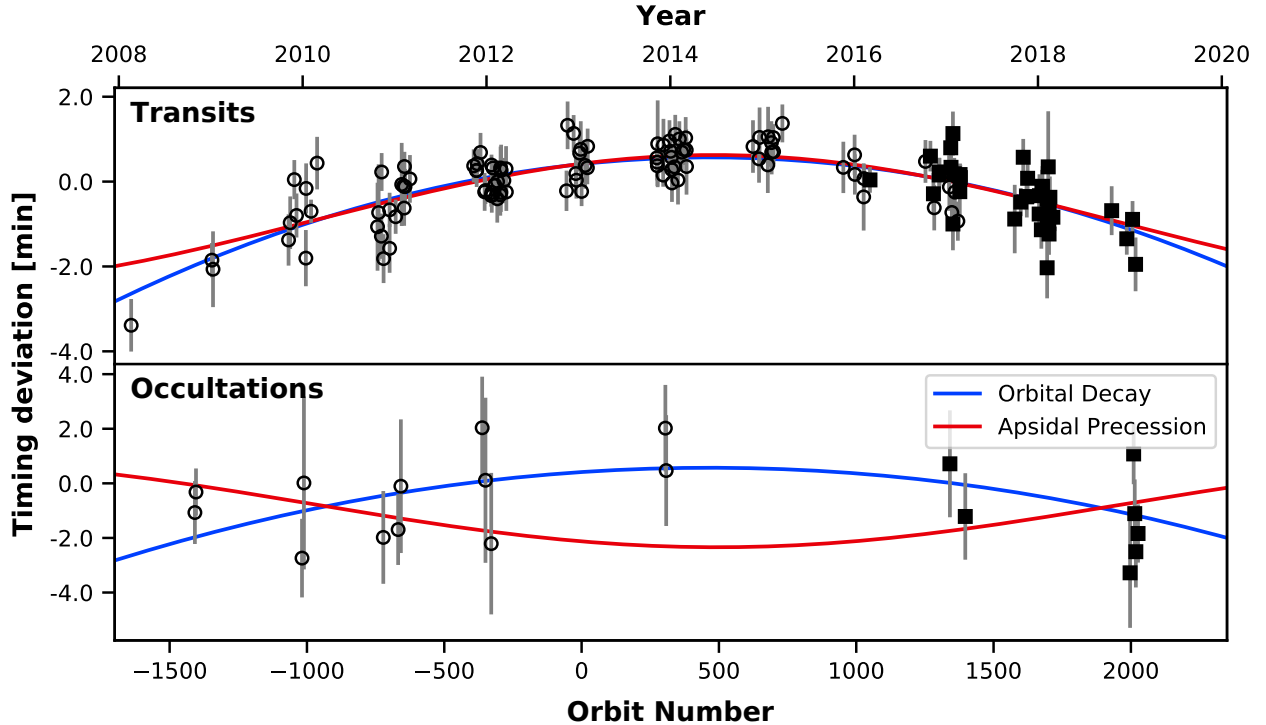 Year
2008 2010 2012 2014 2016 2018 2020
Transits
2.0
0.0
-2.0
-4.0
Timing deviation [min]
Occultations
Orbital Decay
Apsidal Precession
4.0
2.0
0.0
-2.0
-4.0
−1500 −1000 −500 0 500 1000 1500 2000
Orbit Number